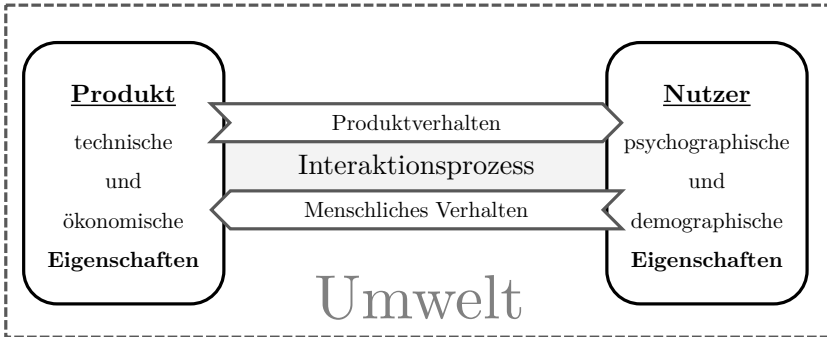 Produkt
technische
und
ökonomische
Eigenschaften
Produktverhalten
Interaktionsprozess
Menschliches Verhalten
Nutzer
psychographische
und
demographische
Eigenschaften
Umwelt